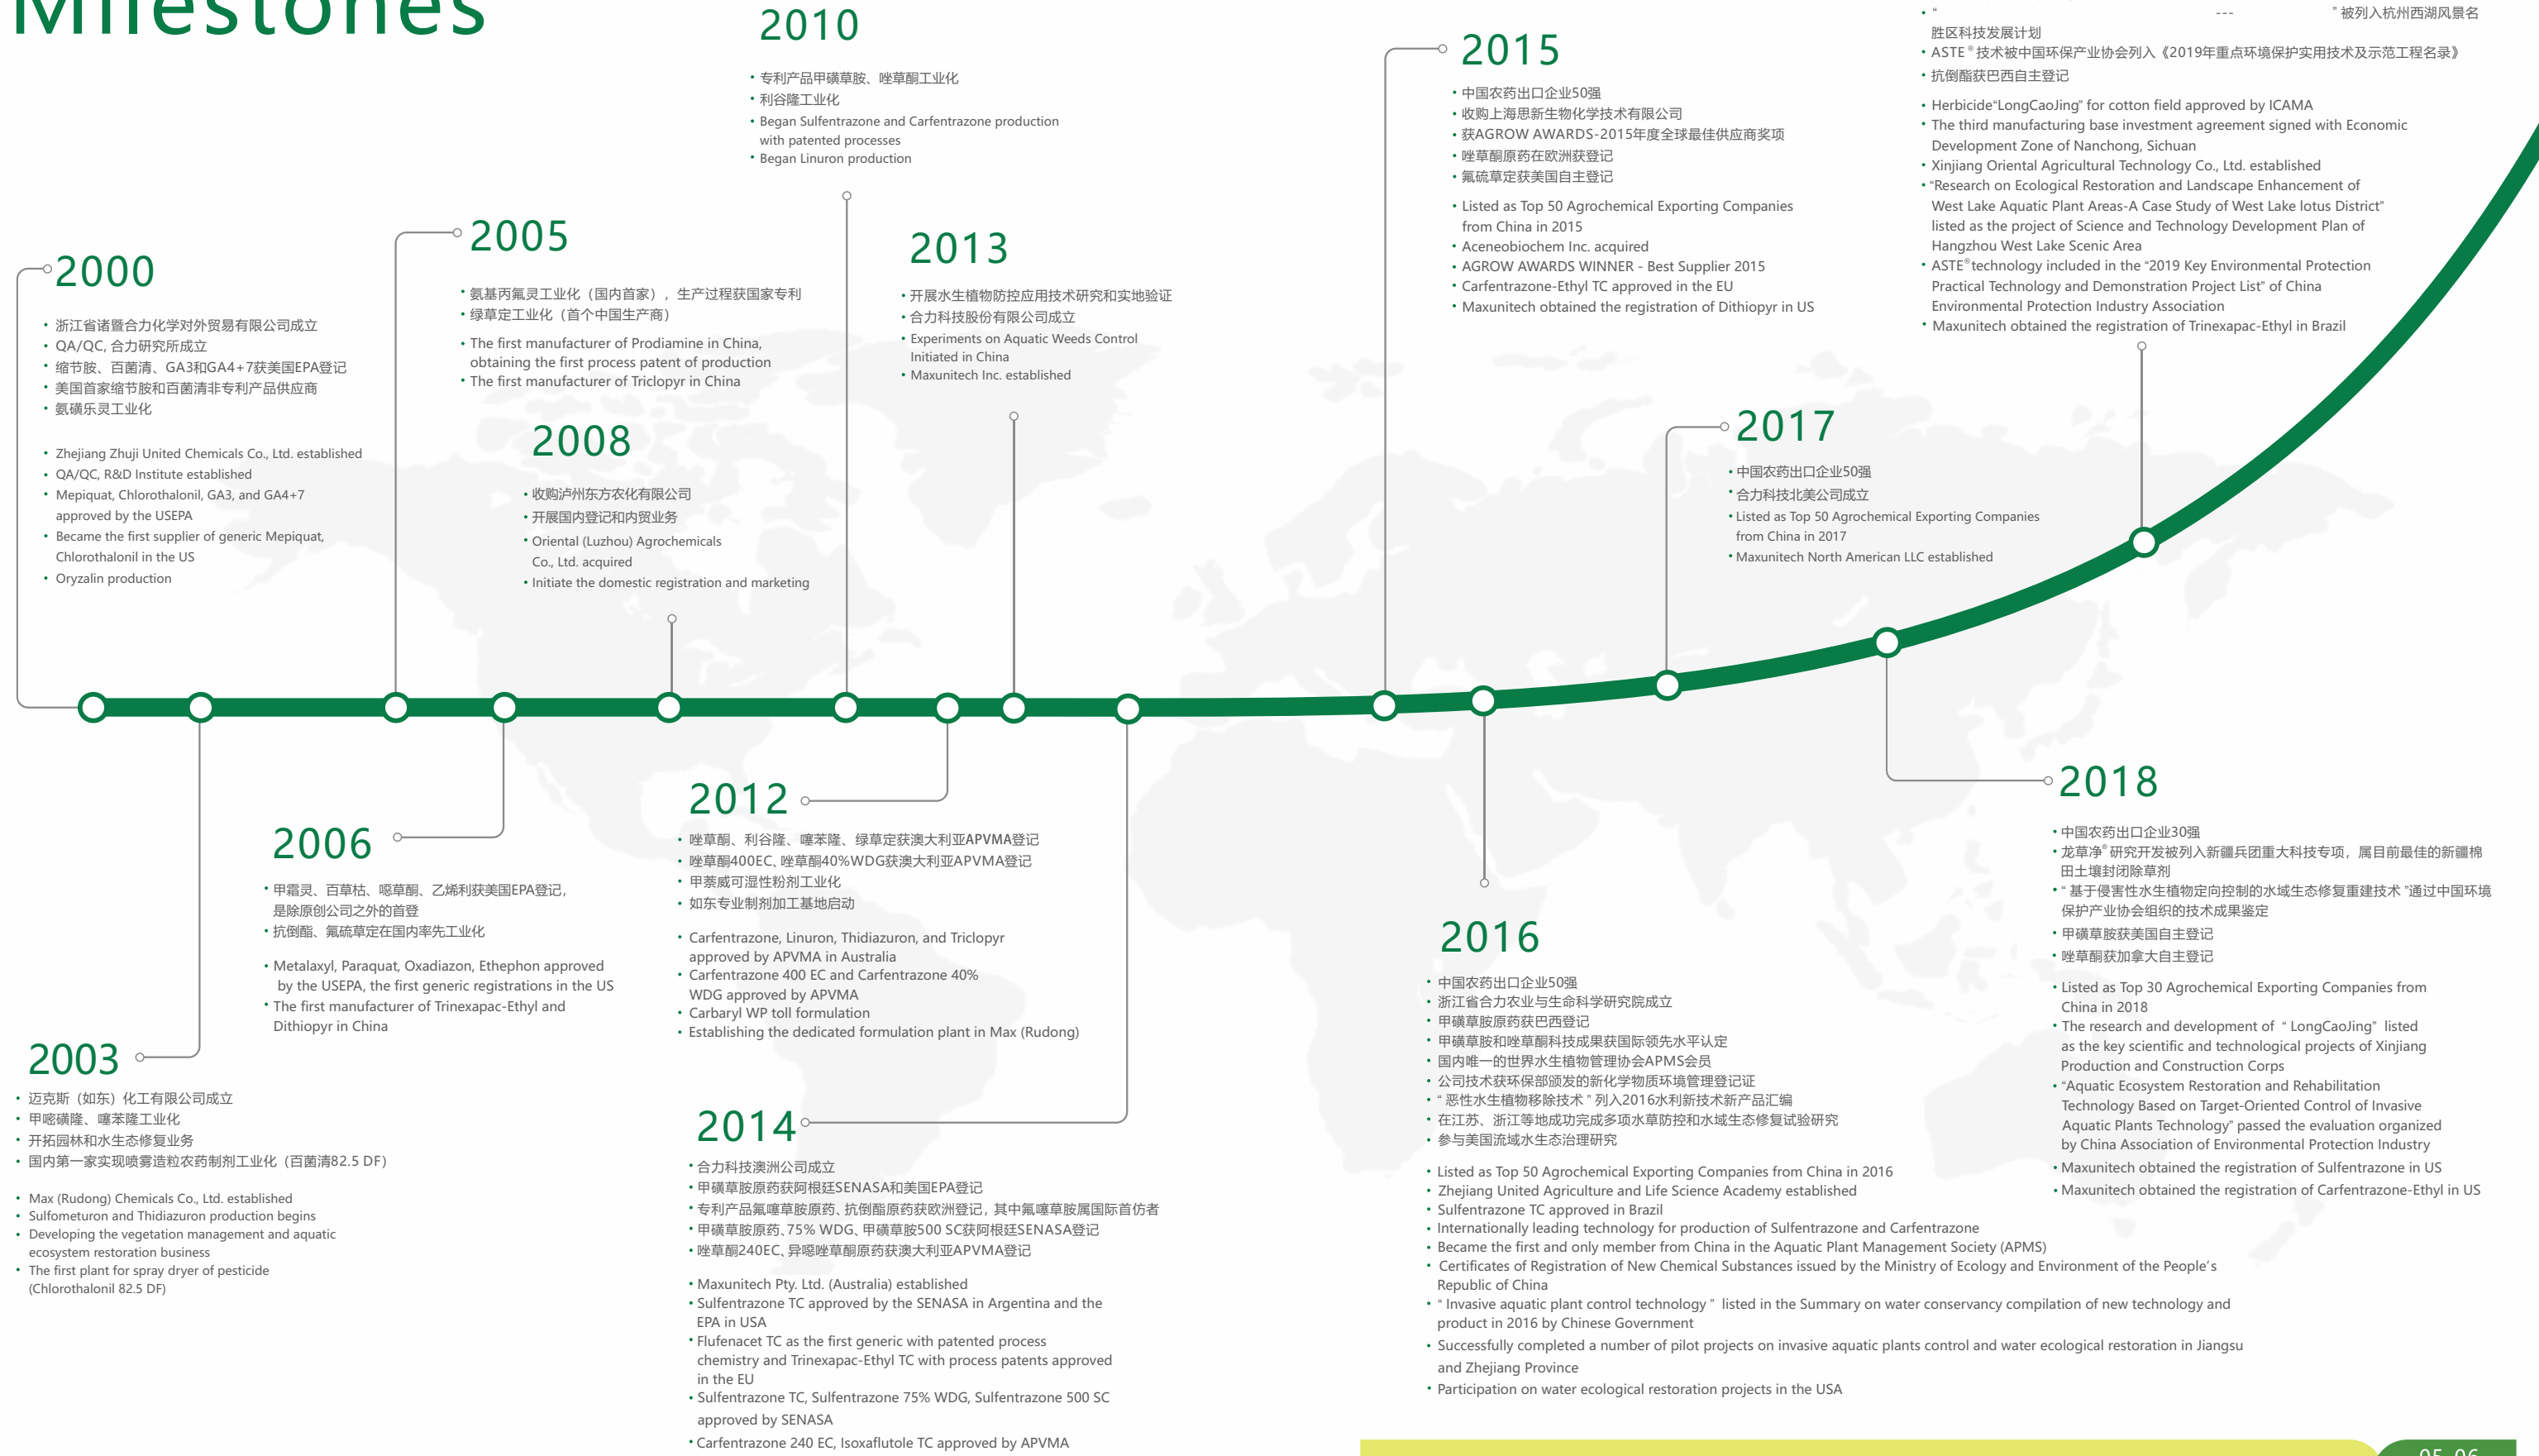 Milestones
2000
• 浙江省诸暨合力化学对外贸易有限公司成立
• QA/QC, 合力研究所成立
• 缩节胺、百菌清、GA3和GA4+7获美国EPA登记
• 美国首家缩节胺和百菌清非专利产品供应商
• 氨磺乐灵工业化
• Zhejiang Zhuji United Chemicals Co., Ltd. established
• QA/QC, R&D Institute established
• Mepiquat, Chlorothalonil, GA3, and GA4+7
approved by the USEPA
• Became the first supplier of generic Mepiquat,
Chlorothalonil in the US
• Oryzalin production
2003
• 迈克斯（如东）化工有限公司成立
• 甲嘧磺隆、噻苯隆工业化
• 开拓园林和水生态修复业务
• 国内第一家实现喷雾造粒农药制剂工业化（百菌清82.5 DF）
• Max (Rudong) Chemicals Co., Ltd. established
• Sulfometuron and Thidiazuron production begins
• Developing the vegetation management and aquatic
ecosystem restoration business
• The first plant for spray dryer of pesticide
(Chlorothalonil 82.5 DF)
2005
• 氨基丙氟灵工业化（国内首家），生产过程获国家专利
• 绿草定工业化（首个中国生产商）
• The first manufacturer of Prodiamine in China,
obtaining the first process patent of production
• The first manufacturer of Triclopyr in China
2006
• 甲霜灵、百草枯、噁草酮、乙烯利获美国EPA登记，
是除原创公司之外的首登
• 抗倒酯、氟硫草定在国内率先工业化
• Metalaxyl, Paraquat, Oxadiazon, Ethephon approved
by the USEPA, the first generic registrations in the US
• The first manufacturer of Trinexapac-Ethyl and
Dithiopyr in China
2008
• 收购泸州东方农化有限公司
• 开展国内登记和内贸业务
• Oriental (Luzhou) Agrochemicals
Co., Ltd. acquired
• Initiate the domestic registration and marketing
2010
• 专利产品甲磺草胺、唑草酮工业化
• 利谷隆工业化
• Began Sulfentrazone and Carfentrazone production
with patented processes
• Began Linuron production
2012
• 唑草酮、利谷隆、噻苯隆、绿草定获澳大利亚APVMA登记
• 唑草酮400EC、唑草酮40%WDG获澳大利亚APVMA登记
• 甲萘威可湿性粉剂工业化
• 如东专业制剂加工基地启动
• Carfentrazone, Linuron, Thidiazuron, and Triclopyr
approved by APVMA in Australia
• Carfentrazone 400 EC and Carfentrazone 40%
WDG approved by APVMA
• Carbaryl WP toll formulation
• Establishing the dedicated formulation plant in Max (Rudong)
2013
• 开展水生植物防控应用技术研究和实地验证
• 合力科技股份有限公司成立
• Experiments on Aquatic Weeds Control
Initiated in China
• Maxunitech Inc. established
2014
• 合力科技澳洲公司成立
• 甲磺草胺原药获阿根廷SENASA和美国EPA登记
• 专利产品氟噻草胺原药、抗倒酯原药获欧洲登记，其中氟噻草胺属国际首仿者
• 甲磺草胺原药、75% WDG、甲磺草胺500 SC获阿根廷SENASA登记
• 唑草酮240EC、异噁唑草酮原药获澳大利亚APVMA登记
• Maxunitech Pty. Ltd. (Australia) established
• Sulfentrazone TC approved by the SENASA in Argentina and the
EPA in USA
• Flufenacet TC as the first generic with patented process
chemistry and Trinexapac-Ethyl TC with process patents approved
in the EU
• Sulfentrazone TC, Sulfentrazone 75% WDG, Sulfentrazone 500 SC
approved by SENASA
• Carfentrazone 240 EC, Isoxaflutole TC approved by APVMA
2015
• 中国农药出口企业50强
• 收购上海思新生物化学技术有限公司
• 获AGROW AWARDS-2015年度全球最佳供应商奖项
• 唑草酮原药在欧洲获登记
• 氟硫草定获美国自主登记
• Listed as Top 50 Agrochemical Exporting Companies
from China in 2015
• Aceneobiochem Inc. acquired
• AGROW AWARDS WINNER - Best Supplier 2015
• Carfentrazone-Ethyl TC approved in the EU
• Maxunitech obtained the registration of Dithiopyr in US
2016
• 中国农药出口企业50强
• 浙江省合力农业与生命科学研究院成立
• 甲磺草胺原药获巴西登记
• 甲磺草胺和唑草酮科技成果获国际领先水平认定
• 国内唯一的世界水生植物管理协会APMS会员
• 公司技术获环保部颁发的新化学物质环境管理登记证
• “ 恶性水生植物移除技术 ” 列入2016水利新技术新产品汇编
• 在江苏、浙江等地成功完成多项水草防控和水域生态修复试验研究
• 参与美国流域水生态治理研究
• Listed as Top 50 Agrochemical Exporting Companies from China in 2016
• Zhejiang United Agriculture and Life Science Academy established
• Sulfentrazone TC approved in Brazil
• Internationally leading technology for production of Sulfentrazone and Carfentrazone
• Became the first and only member from China in the Aquatic Plant Management Society (APMS)
• Certificates of Registration of New Chemical Substances issued by the Ministry of Ecology and Environment of the People’s
Republic of China
• “ Invasive aquatic plant control technology ” listed in the Summary on water conservancy compilation of new technology and
product in 2016 by Chinese Government
• Successfully completed a number of pilot projects on invasive aquatic plants control and water ecological restoration in Jiangsu
and Zhejiang Province
• Participation on water ecological restoration projects in the USA
2017
• 中国农药出口企业50强
• 合力科技北美公司成立
• Listed as Top 50 Agrochemical Exporting Companies
from China in 2017
• Maxunitech North American LLC established
2018
• 中国农药出口企业30强
• 龙草净® 研究开发被列入新疆兵团重大科技专项，属目前最佳的新疆棉
田土壤封闭除草剂
• “ 基于侵害性水生植物定向控制的水域生态修复重建技术 ”通过中国环境
保护产业协会组织的技术成果鉴定
• 甲磺草胺获美国自主登记
• 唑草酮获加拿大自主登记
• Listed as Top 30 Agrochemical Exporting Companies from
China in 2018
• The research and development of “ LongCaoJing” listed
as the key scientific and technological projects of Xinjiang
Production and Construction Corps
• “Aquatic Ecosystem Restoration and Rehabilitation
Technology Based on Target-Oriented Control of Invasive
Aquatic Plants Technology” passed the evaluation organized
by China Association of Environmental Protection Industry
• Maxunitech obtained the registration of Sulfentrazone in US
• Maxunitech obtained the registration of Carfentrazone-Ethyl in US
• “ --- ” 被列入杭州西湖风景名
胜区科技发展计划
• ASTE ® 技术被中国环保产业协会列入《2019年重点环境保护实用技术及示范工程名录》
• 抗倒酯获巴西自主登记
• Herbicide“LongCaoJing” for cotton field approved by ICAMA
• The third manufacturing base investment agreement signed with Economic
Development Zone of Nanchong, Sichuan
• Xinjiang Oriental Agricultural Technology Co., Ltd. established
• “Research on Ecological Restoration and Landscape Enhancement of
West Lake Aquatic Plant Areas-A Case Study of West Lake lotus District”
listed as the project of Science and Technology Development Plan of
Hangzhou West Lake Scenic Area
• ASTE®technology included in the “2019 Key Environmental Protection
Practical Technology and Demonstration Project List” of China
Environmental Protection Industry Association
• Maxunitech obtained the registration of Trinexapac-Ethyl in Brazil
05-06